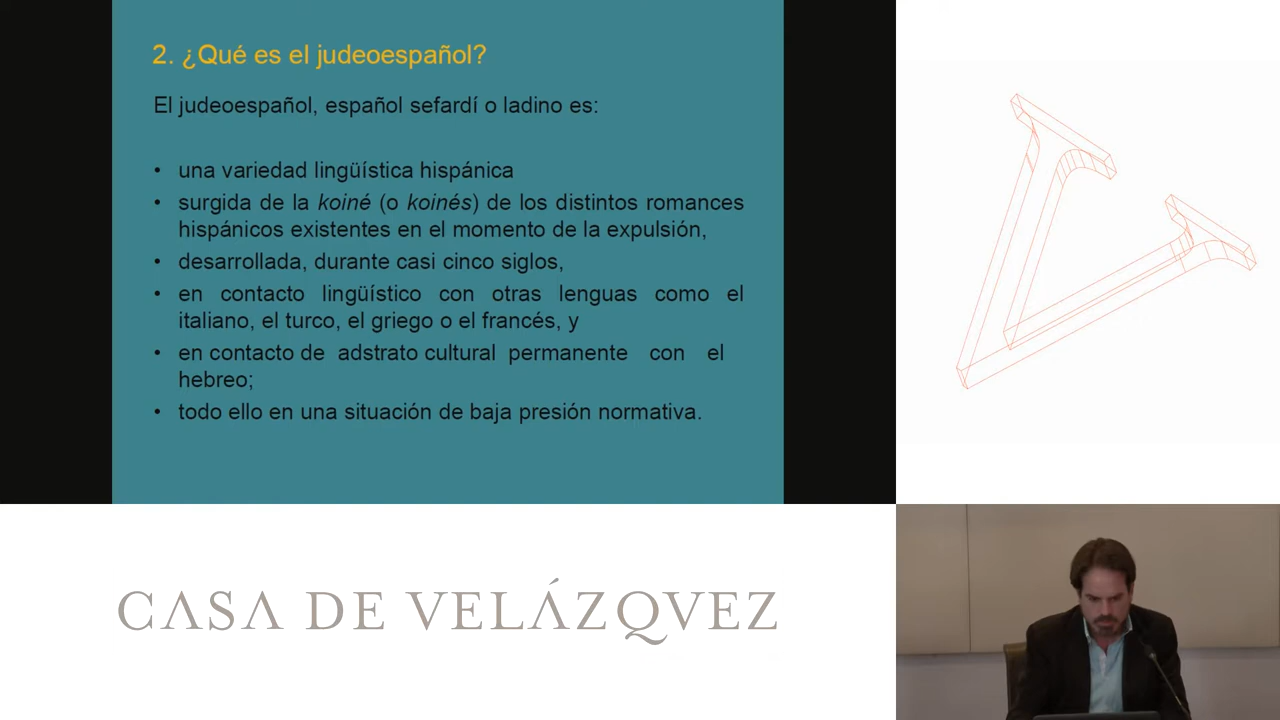 2. ¿Qué es el judeoespañol?
El judeoespañol, español sefardí o ladino es:
• una variedad lingüística hispánica
• surgida de la koiné (o koinés) de los distintos romances
hispánicos existentes en el momento de la expulsión,
• desarrollada, durante casi cinco siglos,
• en contacto lingüístico con otras lenguas como el
italiano, el turco, el griego o el francés, y
• en contacto de adstrato cultural permanente con el
hebreo;
• todo ello en una situación de baja presión normativa.
CASA DE VELÁZQVEZ